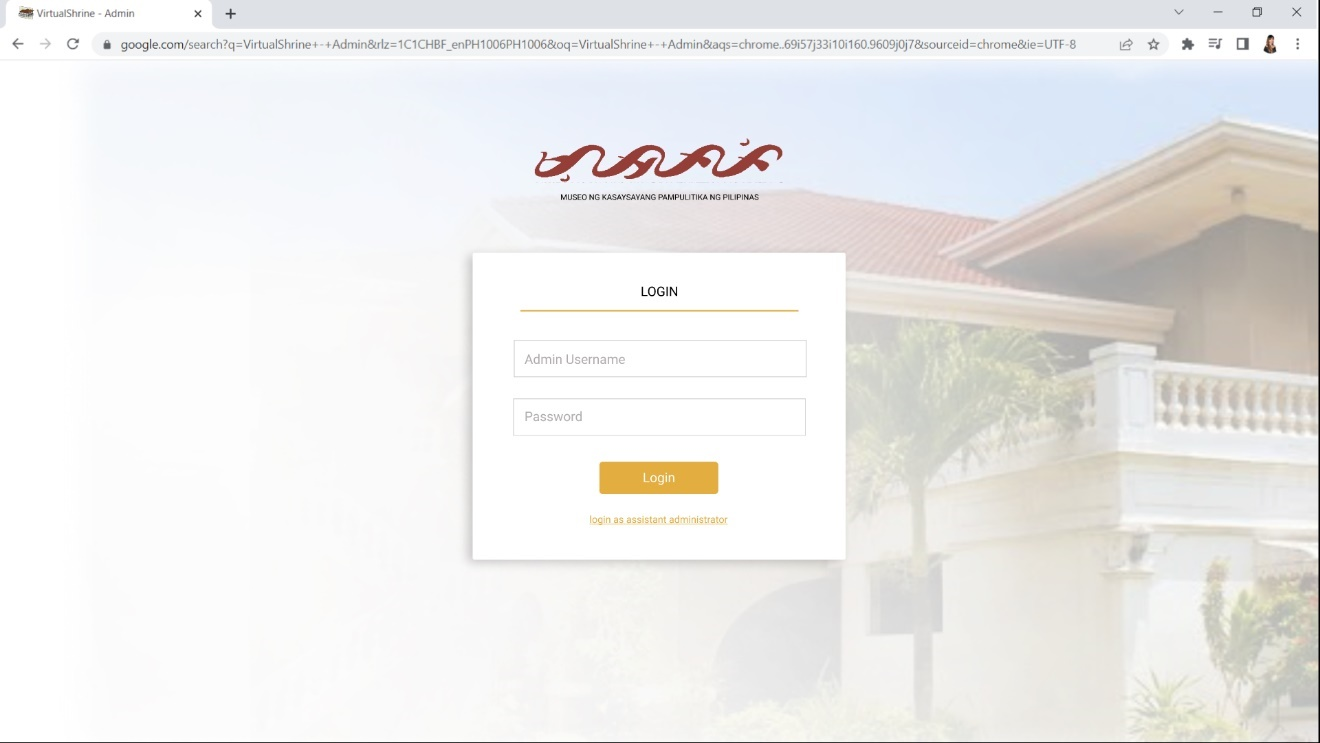 VirtualShrine - Admin
google.com/search?q=VirtualShrine+-+Admin&rlz=1C1CHBF_enPH1006PH1006&oq=VirtualShrine+-+Admin&aqs=chrome..69i57j33i10i160.9609j0j7&sourceid=chrome&ie=UTF-8
MUSEO NG KASAYSAYANG PAMPULITIKA NG PILIPINAS
LOGIN
Admin Username
Password
Login
login as assistant administrator